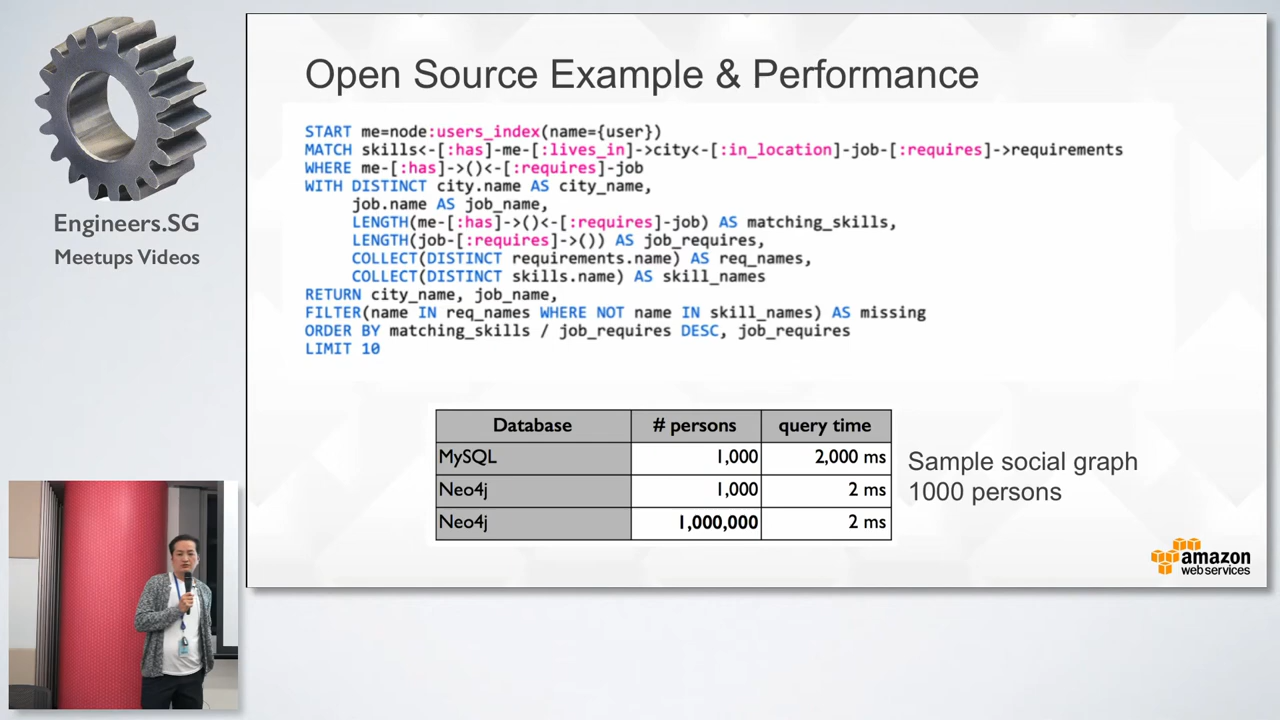 Engineers.SG
Meetups Videos
Open Source Example & Performance
START me=node:users_index(name={user})
MATCH skills<-[:has]-me-[:lives_in]->city<-[:in_location]-job-[:requires]->requirements
WHERE me-[:has]->()<-[:requires]-job
WITH DISTINCT city.name AS city_name,
job.name AS job_name,
LENGTH(me-[:has]->()<-[:requires]-job) AS matching_skills,
LENGTH(job-[:requires]->()) AS job_requires,
COLLECT(DISTINCT requirements.name) AS req_names,
COLLECT(DISTINCT skills.name) AS skill_names
RETURN city_name, job_name,
FILTER(name IN req_names WHERE NOT name IN skill_names) AS missing
ORDER BY matching_skills / job_requires DESC, job_requires
LIMIT 10
Database # persons query time
MySQL 1,000 2,000 ms
Neo4j 1,000 2 ms
Neo4j 1,000,000 2 ms
Sample social graph
1000 persons
amazon
webservices